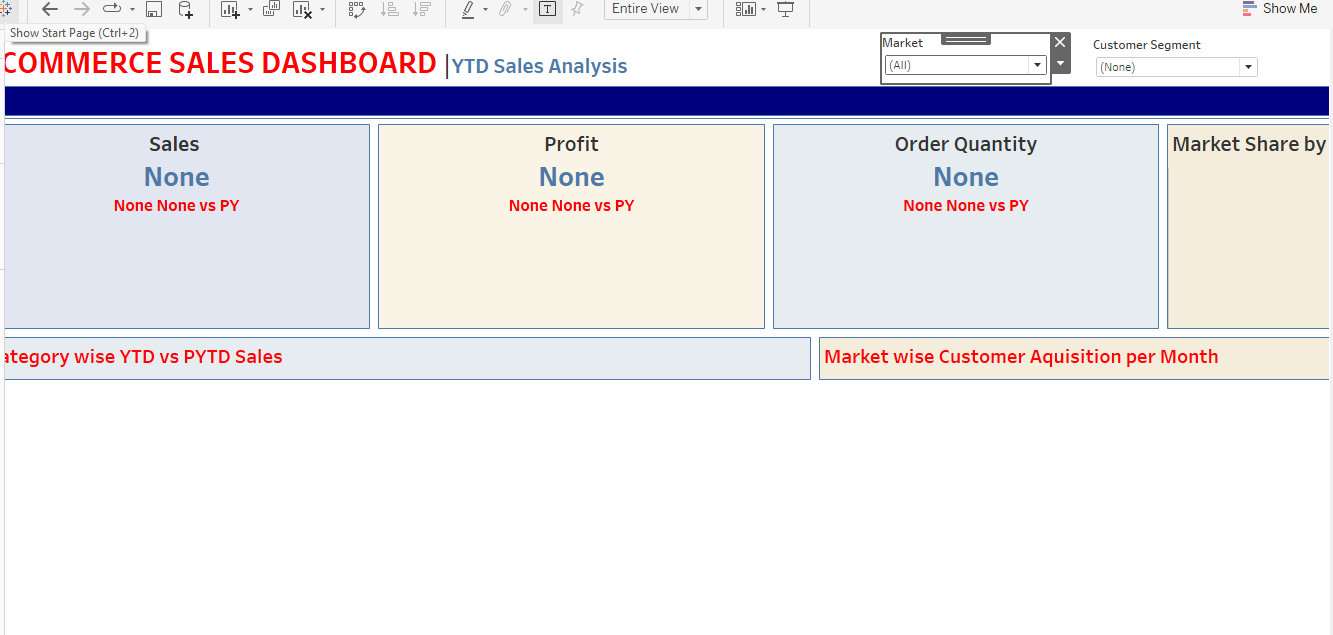 Entire View
Show Me
Show Start Page (Ctrl+2)
COMMERCE SALES DASHBOARD |YTD Sales Analysis
Market
(All)
Customer Segment
(None)
Sales
None
None None vs PY
Profit
None
None None vs PY
Order Quantity
None
None None vs PY
Market Share by
ategory wise YTD vs PYTD Sales
Market wise Customer Aquisition per Month